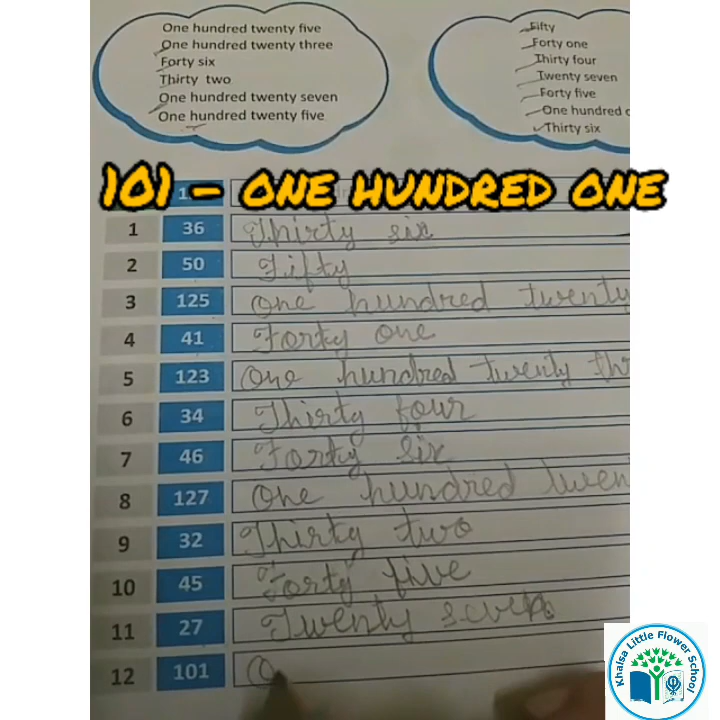 One hundred twenty five
One hundred twenty three
Forty six
Thirty two
One hundred twenty seven
One hundred twenty five
Fifty
Forty one
Thirty four
Twenty seven
Forty five
One hundred
Thirty six
101 - ONE HUNDRED ONE
1 36 Thirty six
2 50 Fifty
3 125 One hundred twenty
4 41 Forty one
5 123 One hundred twenty
6 34 Thirty four
7 46 Forty six
8 127 One hundred
9 32 Thirty two
10 45 Forty five
11 27 Twenty seven
12 101 O
Khalsa Little Flower School